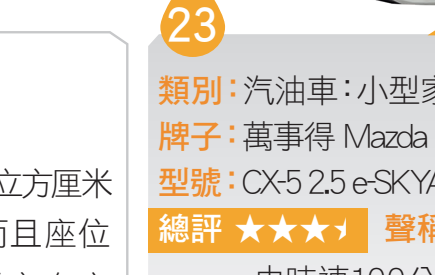 23
類別：汽油車：小型家
牌子：萬事得 Mazda
型號：CX-5 2.5 e-SKYA
總評 ★★★ 聲稱
立方厘米
而且座位